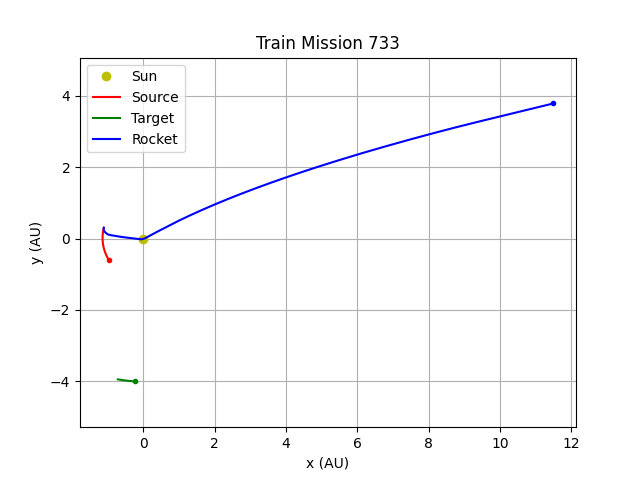 Train Mission 733
Sun
Source
Target
Rocket
4
2
0
−2
−4
y (AU)
0
2
4
6
8
10
12
x (AU)